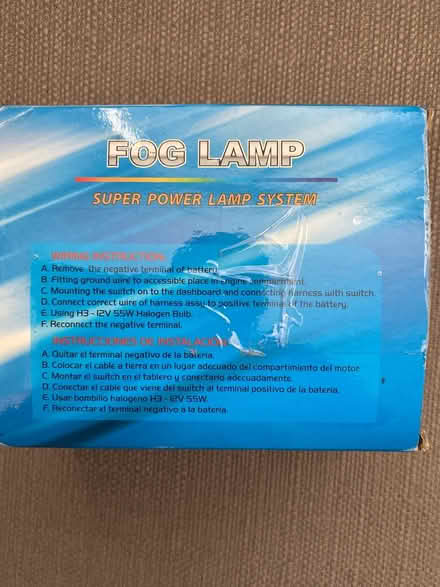 FOG LAMP
SUPER POWER LAMP SYSTEM
WIRING INSTRUCTION
A. Remove the negative terminal of battery
B. Fitting ground wire to accessible place in engine compartment.
C. Mounting the switch on to the dashboard and connecting harness with switch.
D. Connect correct wire of harness assy to positive terminal of the battery.
E. Using H3 - 12V 55W Halogen Bulb.
F. Reconnect the negative terminal.
INSTRUCCIONES DE INSTALACION
A. Quitar el terminal negativo de la bateria.
B. Colocar el cable a tierra en un lugar adecuado del compartimiento del motor
C. Montar el switch en el tablero y conectarlo adecuadamente.
D. Conectar el cable que viene del switch al terminal positivo de la bateria.
E. Usar bombillo halogeno H3 - 12V 55W.
F. Reconectar el terminal negativo a la bateria.